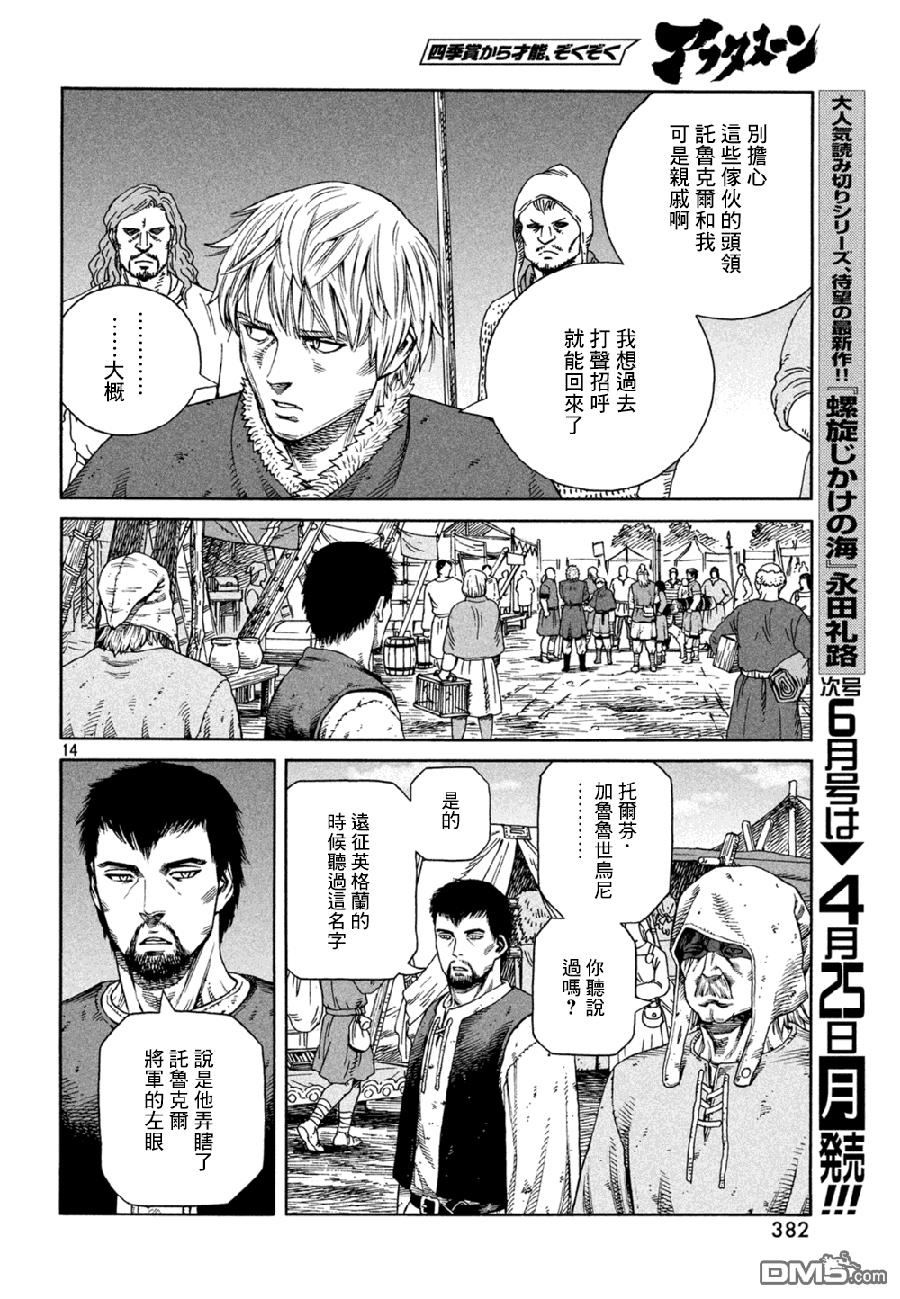 四季賞から才能、ぞくぞく
アフタヌーン
別擔心
這些傢伙的頭領
託魯克爾和我
可是親戚啊
我想過去
打聲招呼
就能回來了
…………
……大概
托爾芬．
加魯魯世烏尼
………
你聽說
過嗎?
是的
遠征英格蘭的
時候聽過這名字
說是他弄瞎了
託魯克爾
將軍的左眼
14
大人気読み切りシリーズ、待望の最新作!!『螺旋じかけの海』永田礼路
次号6月号は▼4月25日月発売!!!
382
DM5.com